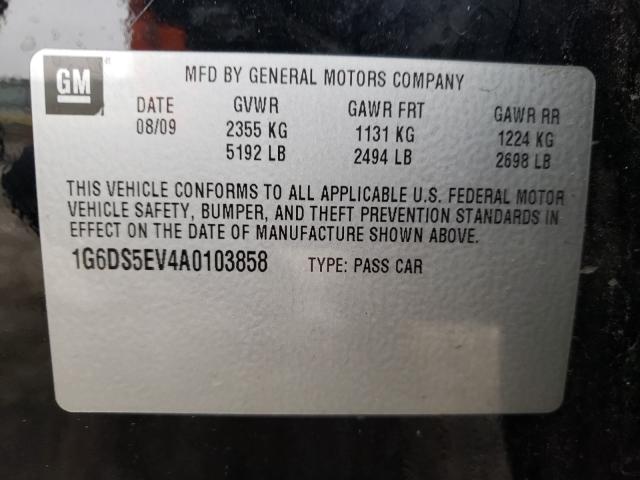 GM
MFD BY GENERAL MOTORS COMPANY
DATE GVWR GAWR FRT GAWR RR
08/09 2355 KG 1131 KG 1224 KG
5192 LB 2494 LB 2698 LB
THIS VEHICLE CONFORMS TO ALL APPLICABLE U.S. FEDERAL MOTOR
VEHICLE SAFETY, BUMPER, AND THEFT PREVENTION STANDARDS IN
EFFECT ON THE DATE OF MANUFACTURE SHOWN ABOVE.
1G6DS5EV4A0103858 TYPE: PASS CAR